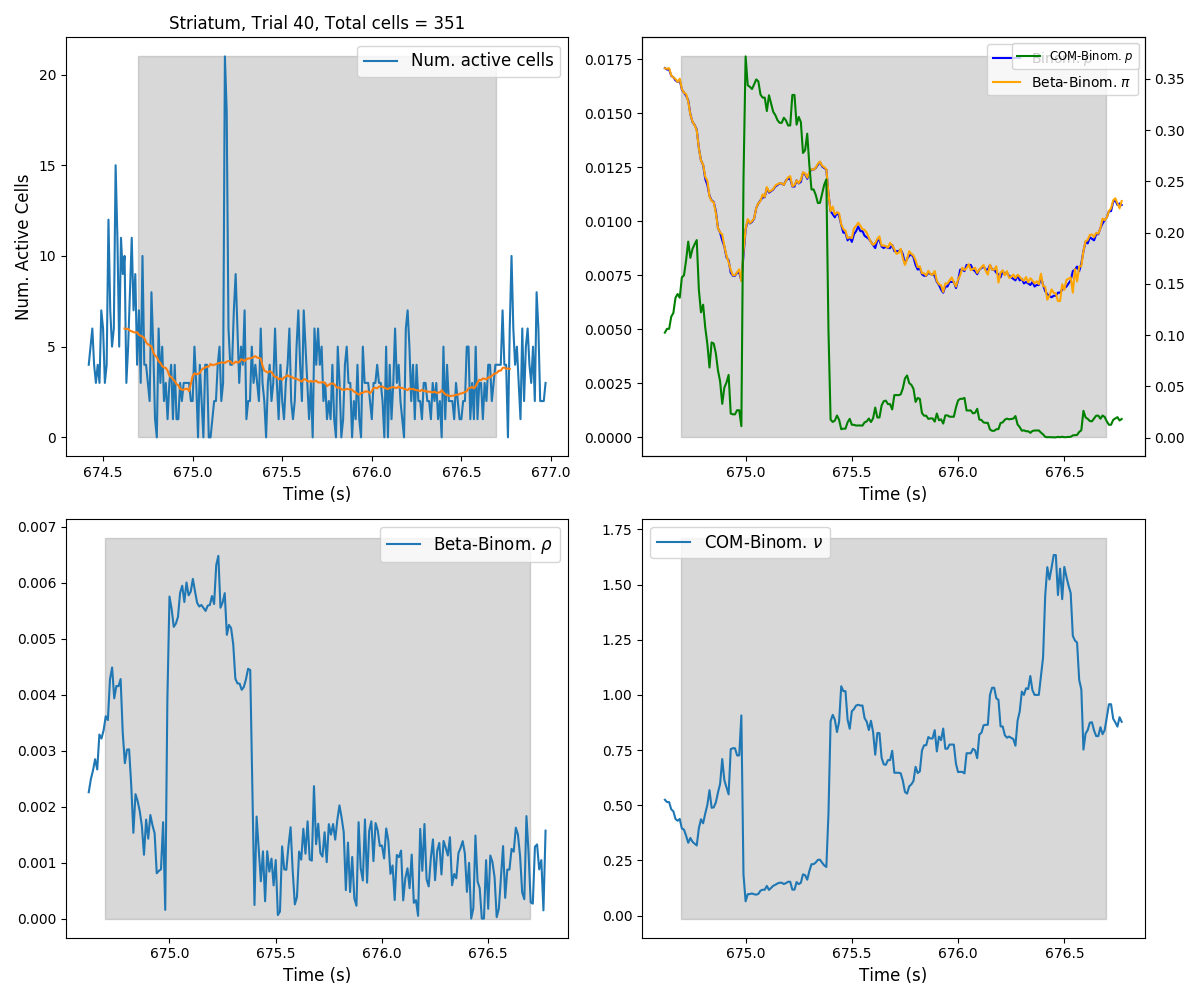 Striatum, Trial 40, Total cells = 351
Num. active cells
Num. Active Cells
20
15
10
5
0
674.5 675.0 675.5 676.0 676.5 677.0
Time (s)
COM-Binom. p
Beta-Binom. π
0.0175
0.0150
0.0125
0.0100
0.0075
0.0050
0.0025
0.0000
0.35
0.30
0.25
0.20
0.15
0.10
0.05
0.00
675.0 675.5 676.0 676.5
Time (s)
Beta-Binom. ρ
0.007
0.006
0.005
0.004
0.003
0.002
0.001
0.000
675.0 675.5 676.0 676.5
Time (s)
COM-Binom. ν
1.75
1.50
1.25
1.00
0.75
0.50
0.25
0.00
675.0 675.5 676.0 676.5
Time (s)